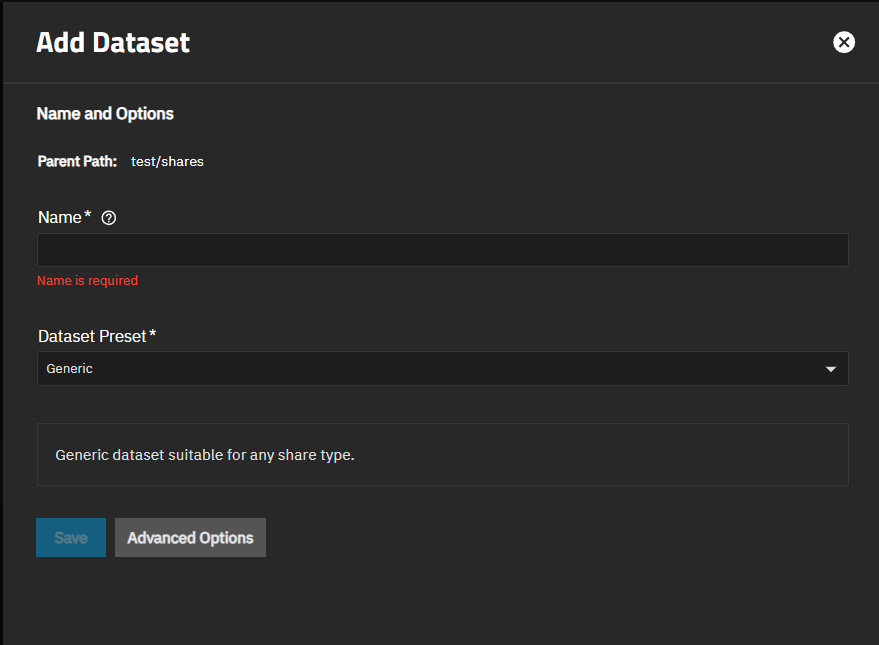 Add Dataset
Name and Options
Parent Path: test/shares
Name*
Name is required
Dataset Preset*
Generic
Generic dataset suitable for any share type.
Save Advanced Options